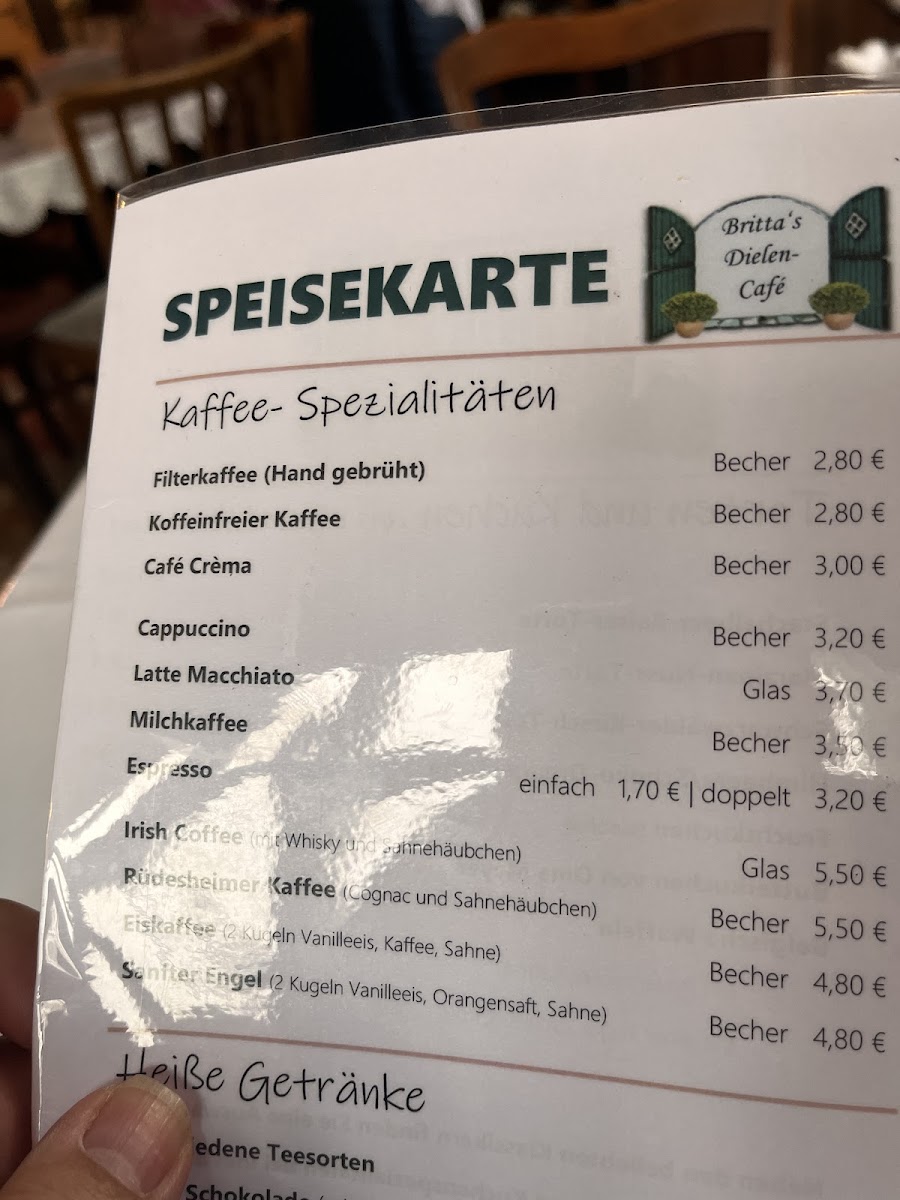 SPEISEKARTE
Britta's
Dielen-
Café
Kaffee- Spezialitäten
Filterkaffee (Hand gebrüht) Becher 2,80 €
Koffeinfreier Kaffee Becher 2,80 €
Café Crèma Becher 3,00 €
Cappuccino Becher 3,20 €
Latte Macchiato Glas 3,70 €
Milchkaffee Becher 3,50 €
Espresso einfach 1,70 € | doppelt 3,20 €
Irish Coffee (mit Whisky und Sahnehäubchen) Glas 5,50 €
Rüdesheimer Kaffee (Cognac und Sahnehäubchen) Becher 5,50 €
Eiskaffee (2 Kugeln Vanilleeis, Kaffee, Sahne) Becher 4,80 €
Sanfter Engel (2 Kugeln Vanilleeis, Orangensaft, Sahne) Becher 4,80 €
Heiße Getränke
edene Teesorten
Schokolade